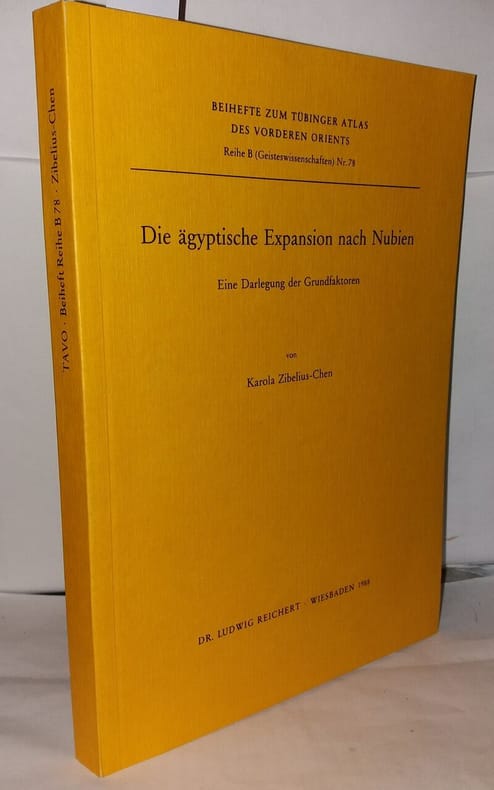 BEIHEFTE ZUM TÜBINGER ATLAS
DES VORDEREN ORIENTS
Reihe B (Geisteswissenschaften) Nr. 78
Die ägyptische Expansion nach Nubien
Eine Darlegung der Grundfaktoren
von
Karola Zibelius-Chen
DR. LUDWIG REICHERT · WIESBADEN 1988
TAVO · Beiheft Reihe B 78 · Zibelius-Chen